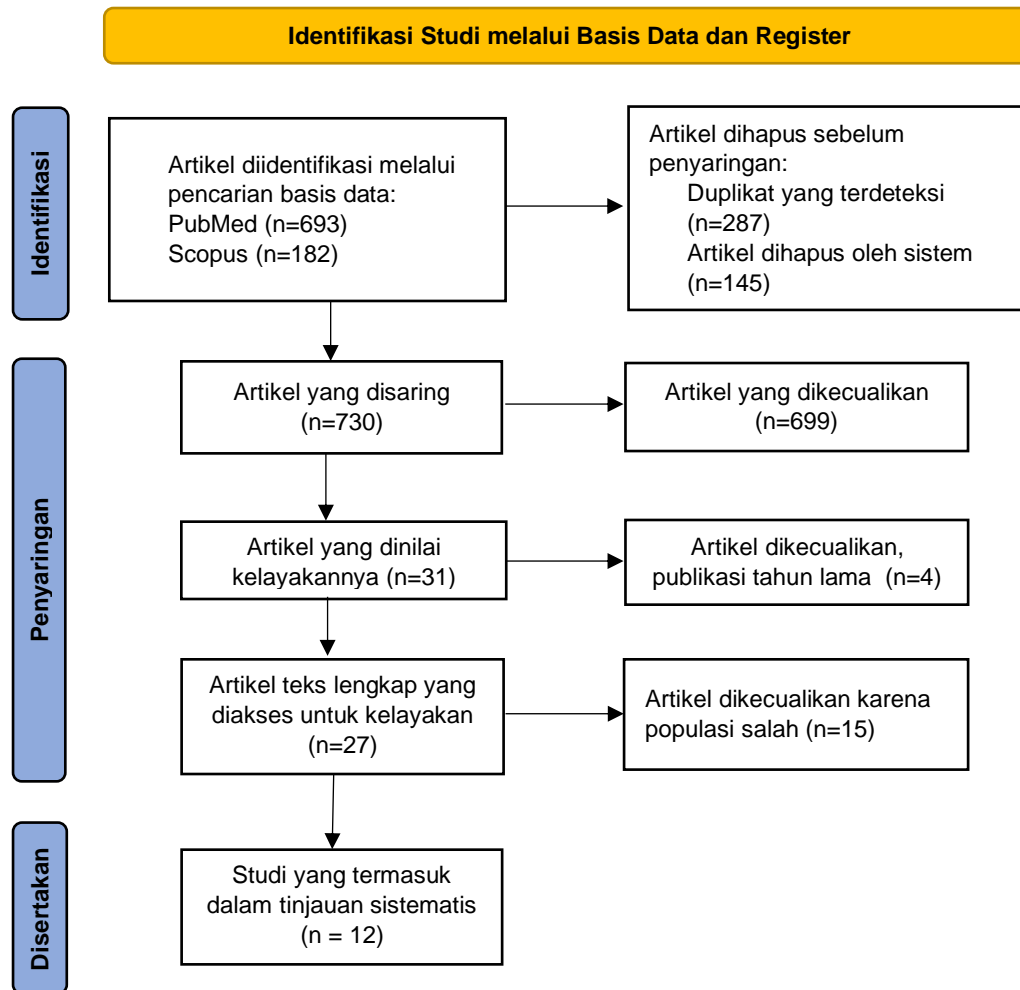 Identifikasi Studi melalui Basis Data dan Register
Identifikasi
Artikel diidentifikasi melalui
pencarian basis data:
PubMed (n=693)
Scopus (n=182)
Artikel dihapus sebelum
penyaringan:
Duplikat yang terdeteksi
(n=287)
Artikel dihapus oleh sistem
(n=145)
Penyaringan
Artikel yang disaring
(n=730)
Artikel yang dikecualikan
(n=699)
Artikel yang dinilai
kelayakannya (n=31)
Artikel dikecualikan,
publikasi tahun lama (n=4)
Artikel teks lengkap yang
diakses untuk kelayakan
(n=27)
Artikel dikecualikan karena
populasi salah (n=15)
Disertakan
Studi yang termasuk
dalam tinjauan sistematis
(n = 12)